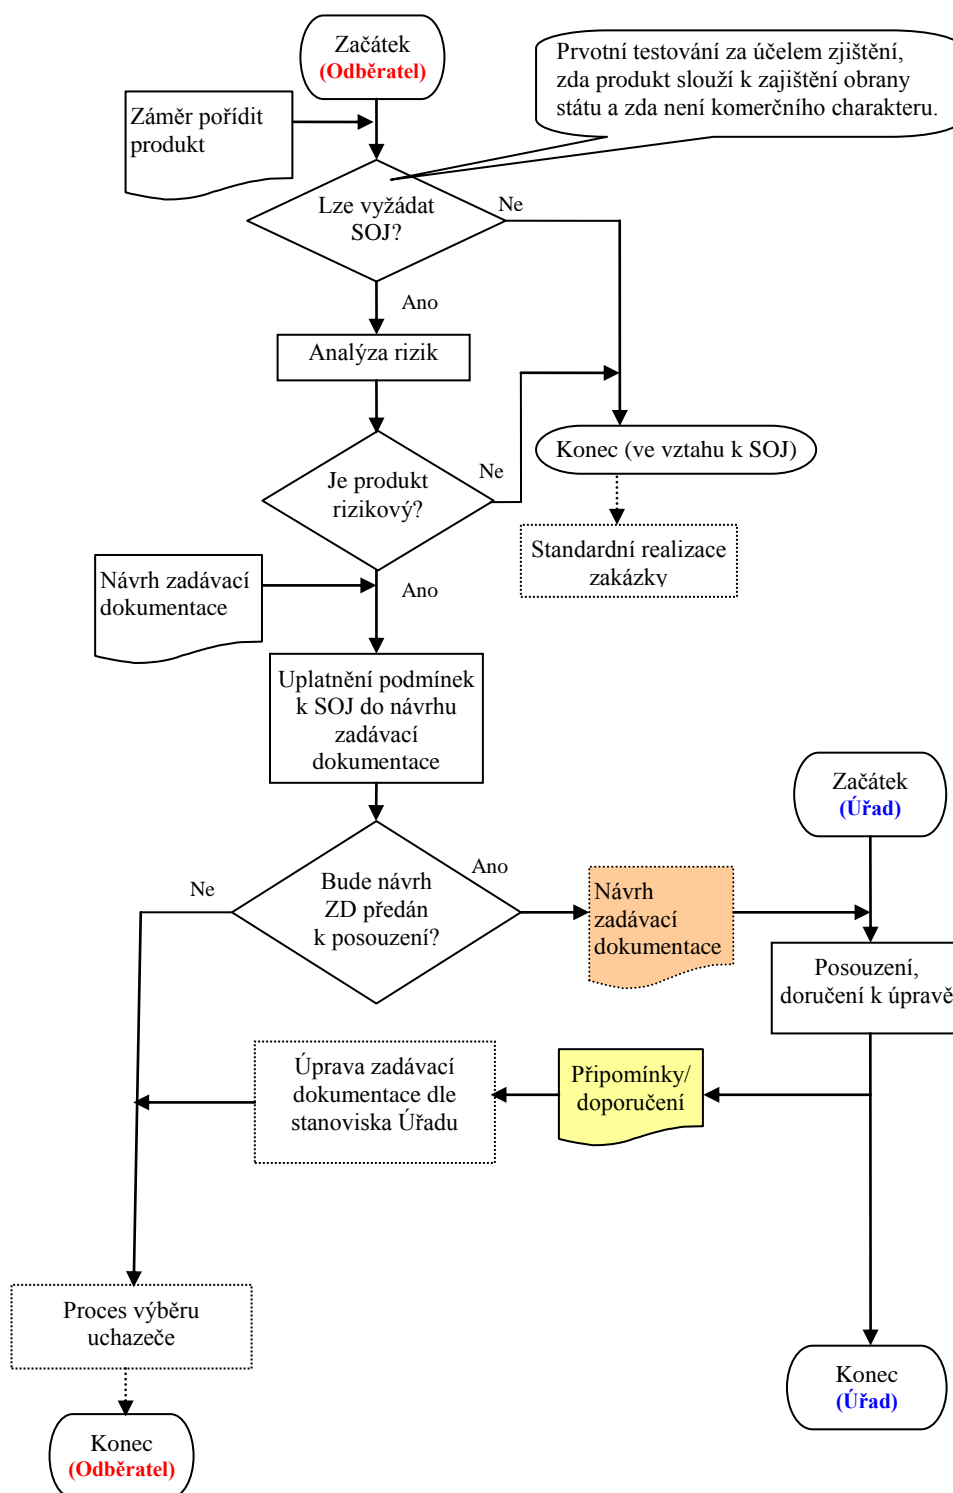 Začátek
(Odběratel)
Prvotní testování za účelem zjištění,
zda produkt slouží k zajištění obrany
státu a zda není komerčního charakteru.
Záměr pořídit
produkt
Lze vyžádat
SOJ?
Ne
Ano
Analýza rizik
Je produkt
rizikový?
Ne
Konec (ve vztahu k SOJ)
Standardní realizace
zakázky
Návrh zadávací
dokumentace
Ano
Uplatnění podmínek
k SOJ do návrhu
zadávací
dokumentace
Začátek
(Úřad)
Ne
Bude návrh
ZD předán
k posouzení?
Ano
Návrh
zadávací
dokumentace
Posouzení,
doručení k úpravě
Úprava zadávací
dokumentace dle
stanoviska Úřadu
Připomínky/
doporučení
Proces výběru
uchazeče
Konec
(Úřad)
Konec
(Odběratel)